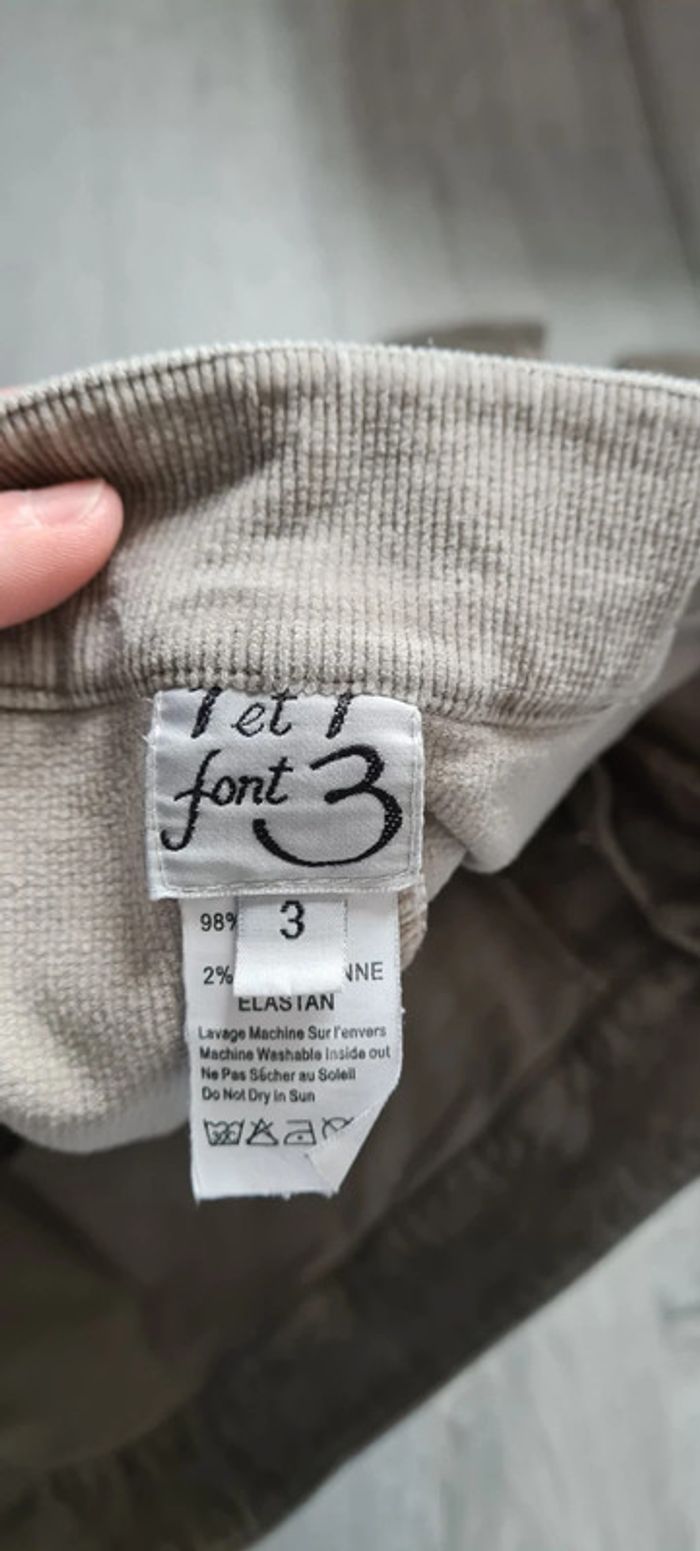 1 et 1
font 3
3
98%
2%
ELASTAN
Lavage Machine Sur l'envers
Machine Washable Inside out
Ne Pas Sécher au Soleil
Do Not Dry in Sun